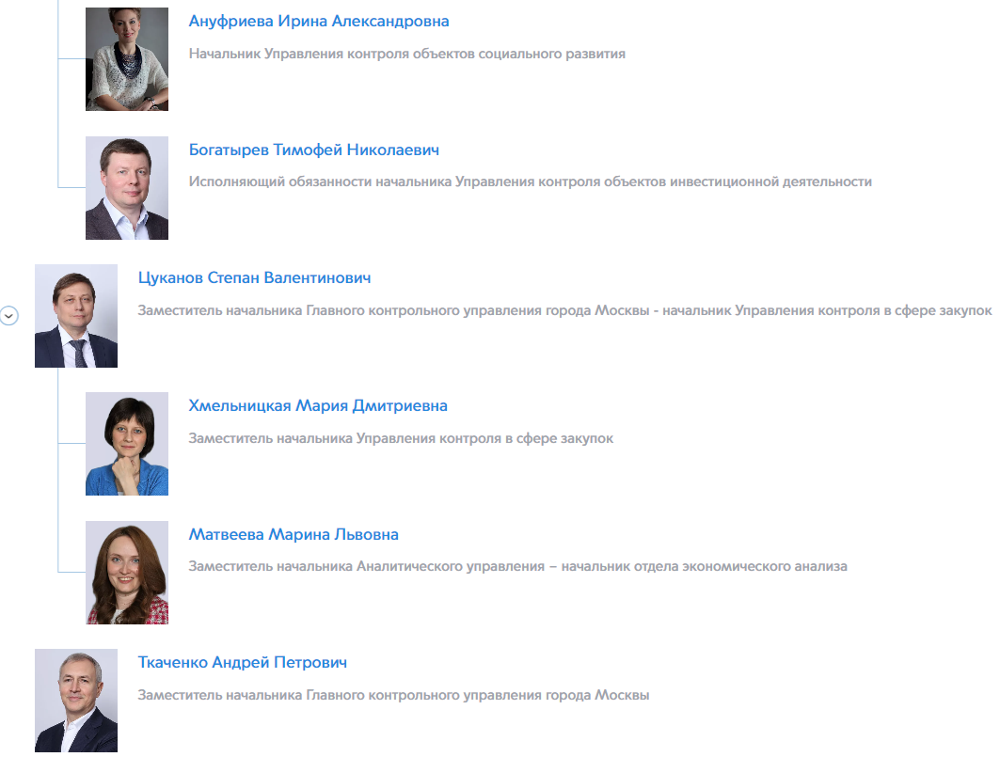 Ануфриева Ирина Александровна
Начальник Управления контроля объектов социального развития
Богатырев Тимофей Николаевич
Исполняющий обязанности начальника Управления контроля объектов инвестиционной деятельности
Цуканов Степан Валентинович
Заместитель начальника Главного контрольного управления города Москвы - начальник Управления контроля в сфере закупок
Хмельницкая Мария Дмитриевна
Заместитель начальника Управления контроля в сфере закупок
Матвеева Марина Львовна
Заместитель начальника Аналитического управления – начальник отдела экономического анализа
Ткаченко Андрей Петрович
Заместитель начальника Главного контрольного управления города Москвы